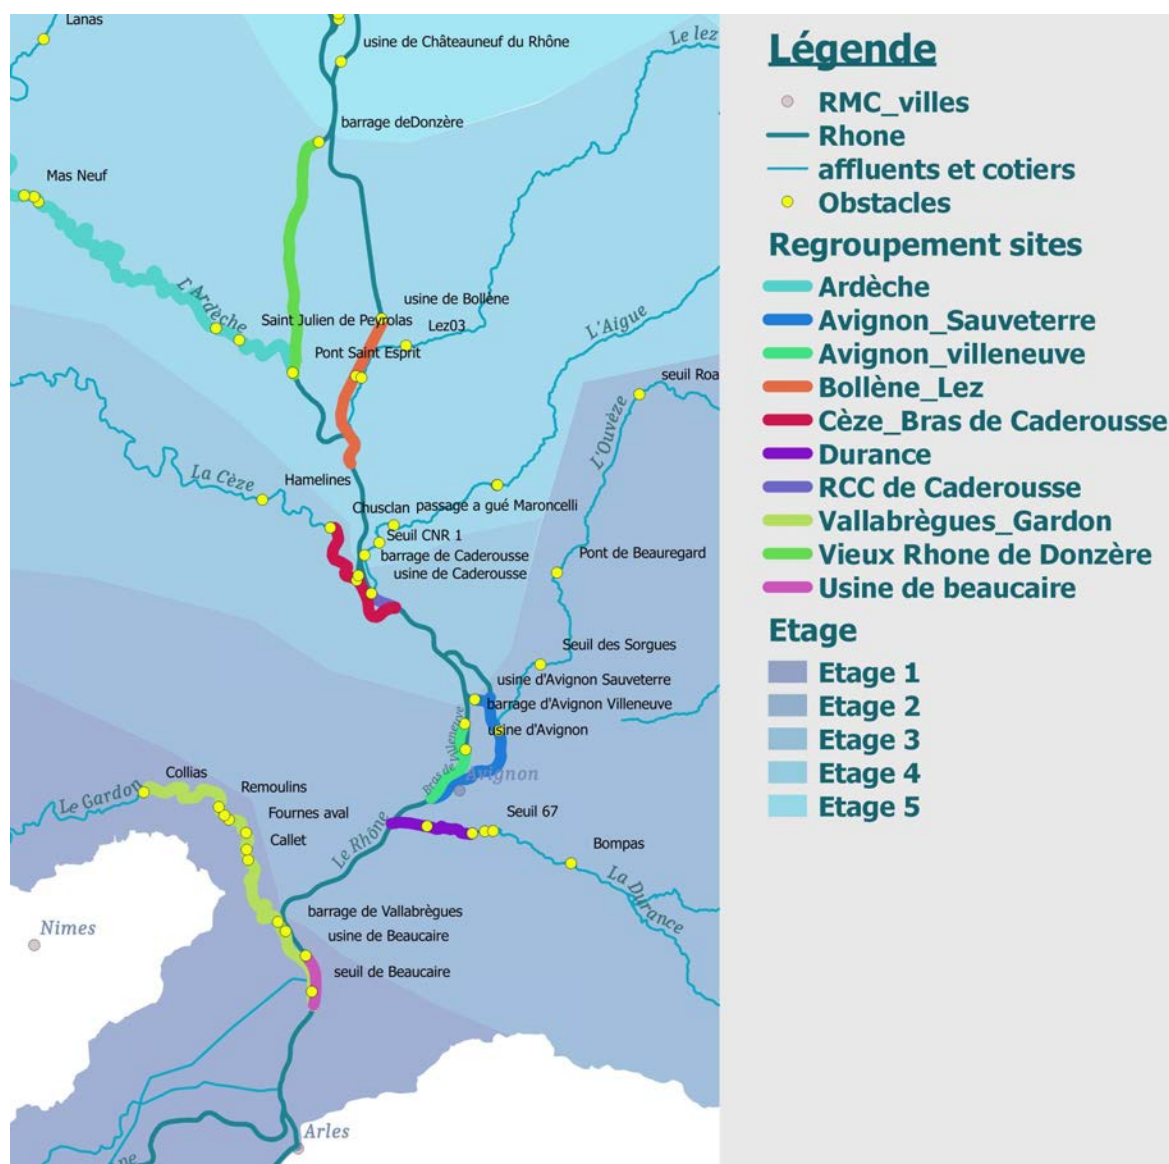 Lanas
usine de Châteauneuf du Rhône
Le lez
barrage deDonzère
Mas Neuf
L'Ardèche
usine de Bollène
Saint Julien de Peyrolas
Lez03
L'Aigue
Pont Saint Esprit
seuil Roa
L'Ouvèze
La Cèze
Hamelines
Chusclan
passage a gué Maroncelli
Seuil CNR 1
barrage de Caderousse
usine de Caderousse
Pont de Beauregard
Seuil des Sorgues
usine d'Avignon Sauveterre
barrage d'Avignon Villeneuve
usine d'Avignon
Bras de Villeneuve
Avignon
Collias
Le Gardon
Remoulins
Fournes aval
Callet
Le Rhône
Seuil 67
Bompas
La Durance
barrage de Vallabrègues
usine de Beaucaire
seuil de Beaucaire
Nimes
Arles
Légende
RMC_villes
Rhone
affluents et cotiers
Obstacles
Regroupement sites
Ardèche
Avignon_Sauveterre
Avignon_villeneuve
Bollène_Lez
Cèze_Bras de Caderousse
Durance
RCC de Caderousse
Vallabrègues_Gardon
Vieux Rhone de Donzère
Usine de beaucaire
Etage
Etage 1
Etage 2
Etage 3
Etage 4
Etage 5